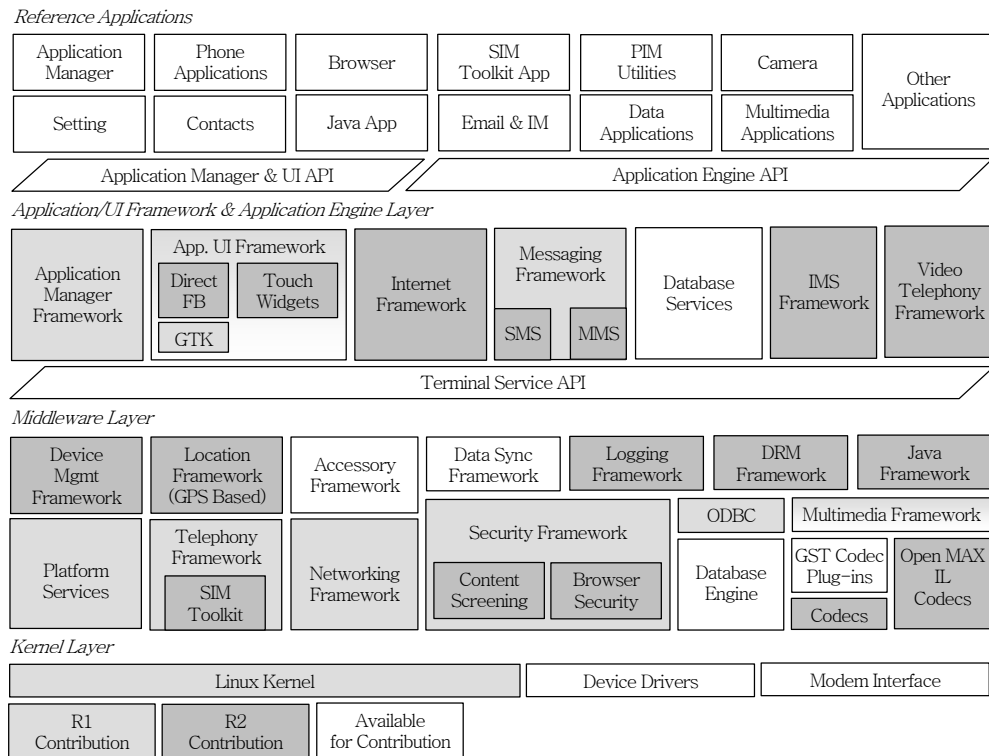 Reference Applications
Application
Manager
Phone
Applications
Browser
SIM
Toolkit App
PIM
Utilities
Camera
Other
Applications
Setting
Contacts
Java App
Email & IM
Data
Applications
Multimedia
Applications
Application Manager & UI API
Application Engine API
Application/UI Framework & Application Engine Layer
Application
Manager
Framework
App. UI Framework
Direct
FB
Touch
Widgets
GTK
Internet
Framework
Messaging
Framework
SMS
MMS
Database
Services
IMS
Framework
Video
Telephony
Framework
Terminal Service API
Middleware Layer
Device
Mgmt
Framework
Location
Framework
(GPS Based)
Accessory
Framework
Data Sync
Framework
Logging
Framework
DRM
Framework
Java
Framework
Platform
Services
Telephony
Framework
SIM
Toolkit
Networking
Framework
Security Framework
Content
Screening
Browser
Security
ODBC
Database
Engine
Multimedia Framework
GST Codec
Plug-ins
Codecs
Open MAX
IL
Codecs
Kernel Layer
Linux Kernel
Device Drivers
Modem Interface
R1
Contribution
R2
Contribution
Available
for Contribution